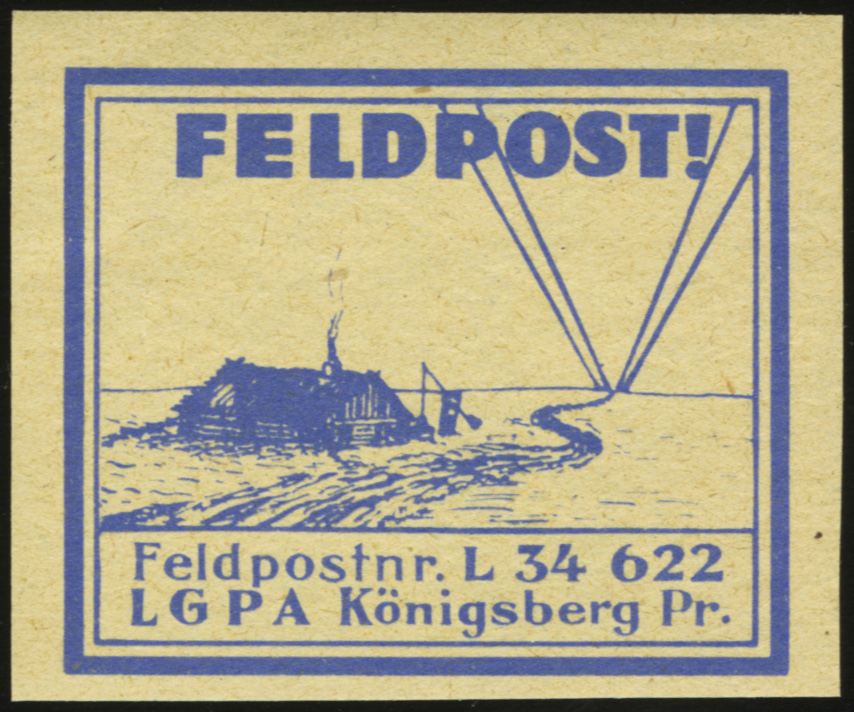 FELDPOST!
Feldpostnr. L 34 622
LGPA Königsberg Pr.